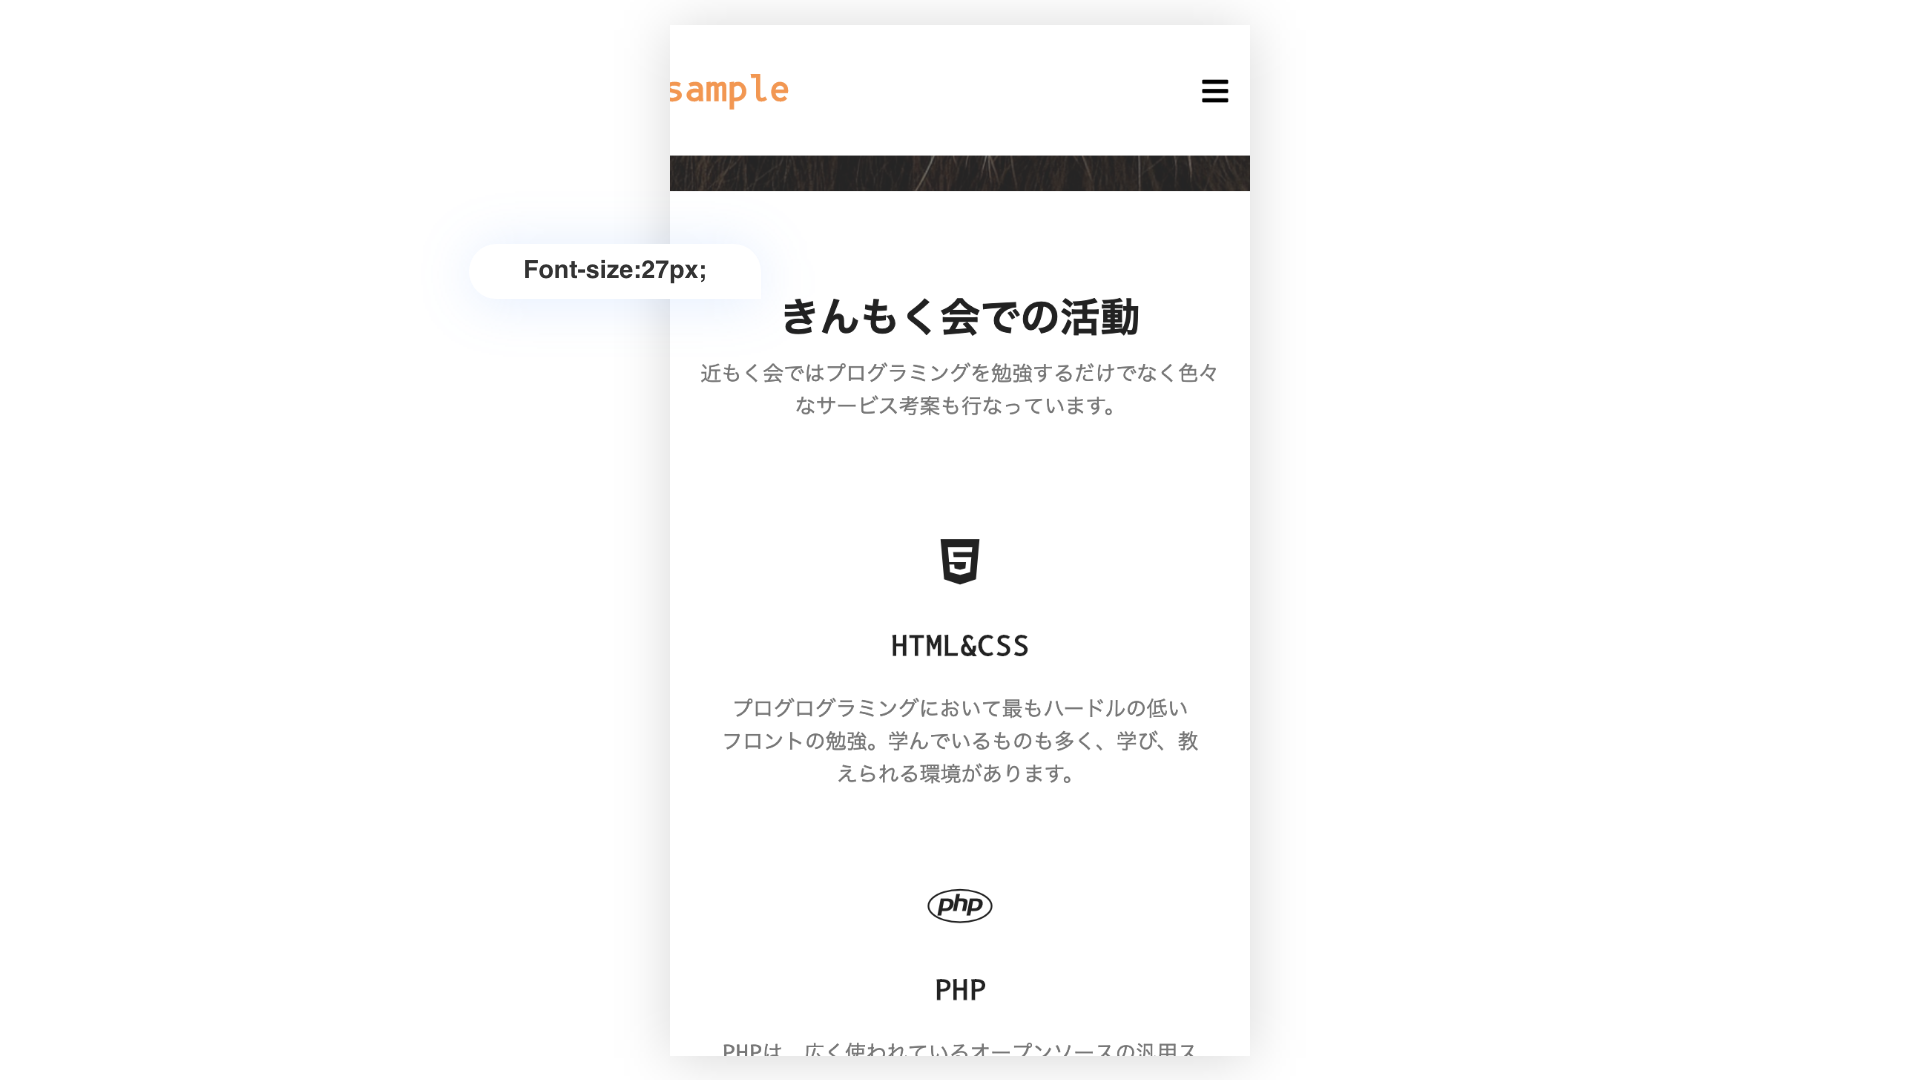 sample
Font-size:27px;
きんもく会での活動
近もく会ではプログラミングを勉強するだけでなく色々
なサービス考案も行なっています。
HTML&CSS
プログログラミングにおいて最もハードルの低い
フロントの勉強。学んでいるものも多く、学び、教
えられる環境があります。
php
PHP
PHPは、広く使われているオープンソースの汎用ス